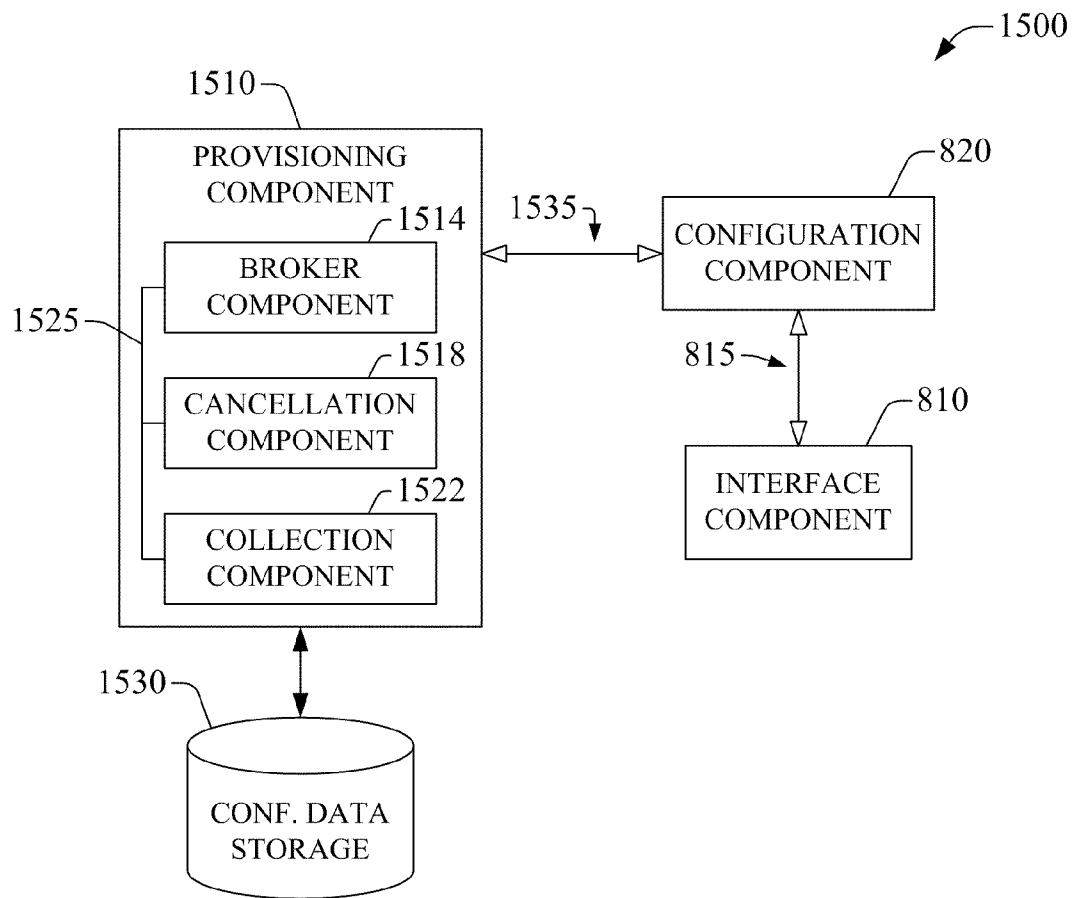 1500
1510
PROVISIONING
COMPONENT
1514
BROKER
COMPONENT
1525
1518
CANCELLATION
COMPONENT
1522
COLLECTION
COMPONENT
1535
820
CONFIGURATION
COMPONENT
815
810
INTERFACE
COMPONENT
1530
CONF. DATA
STORAGE